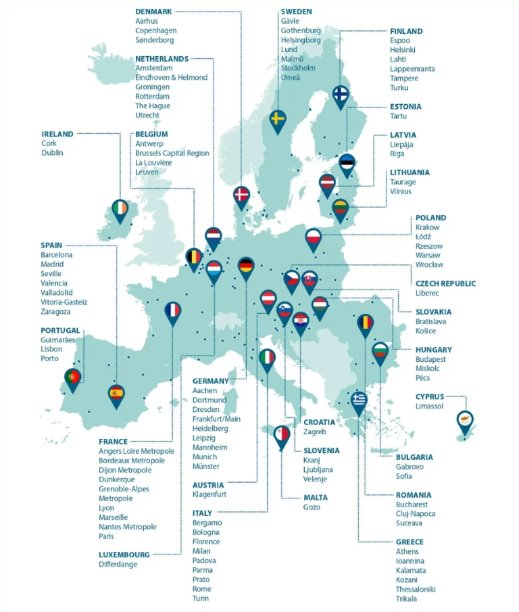 DENMARK
Aarhus
Copenhagen
Sønderborg
SWEDEN
Gävle
Gothenburg
Helsingborg
Lund
Malmö
Stockholm
Umeå
FINLAND
Espoo
Helsinki
Lahti
Lappeenranta
Tampere
Turku
NETHERLANDS
Amsterdam
Eindhoven & Helmond
Groningen
Rotterdam
The Hague
Utrecht
ESTONIA
Tartu
IRELAND
Cork
Dublin
BELGIUM
Antwerp
Brussels Capital Region
La Louvière
Leuven
LATVIA
Liepāja
Riga
LITHUANIA
Taurage
Vilnius
POLAND
Krakow
Łódź
Rzeszow
Warsaw
Wrocław
SPAIN
Barcelona
Madrid
Seville
Valencia
Valladolid
Vitoria-Gasteiz
Zaragoza
CZECH REPUBLIC
Liberec
SLOVAKIA
Bratislava
Košice
PORTUGAL
Guimarães
Lisbon
Porto
HUNGARY
Budapest
Miskolc
Pécs
GERMANY
Aachen
Dortmund
Dresden
Frankfurt/Main
Heidelberg
Leipzig
Mannheim
Munich
Münster
CYPRUS
Limassol
CROATIA
Zagreb
FRANCE
Angers Loire Metropole
Bordeaux Metropole
Dijon Metropole
Dunkerque
Grenoble-Alpes
Metropole
Lyon
Marseille
Nantes Metropole
Paris
SLOVENIA
Kranj
Ljubljana
Velenje
BULGARIA
Gabrovo
Sofia
AUSTRIA
Klagenfurt
MALTA
Gozo
ROMANIA
Bucharest
Cluj-Napoca
Suceava
ITALY
Bergamo
Bologna
Florence
Milan
Padova
Parma
Prato
Rome
Turin
GREECE
Athens
Ioannina
Kalamata
Kozani
Thessaloniki
Trikala
LUXEMBOURG
Differdange